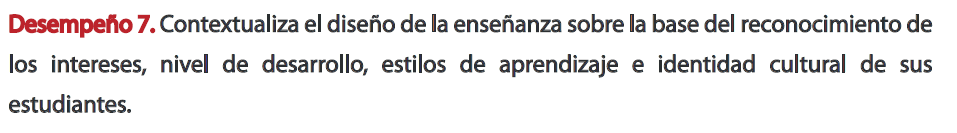 Desempeño 7. Contextualiza el diseño de la enseñanza sobre la base del reconocimiento de
los intereses, nivel de desarrollo, estilos de aprendizaje e identidad cultural de sus
estudiantes.